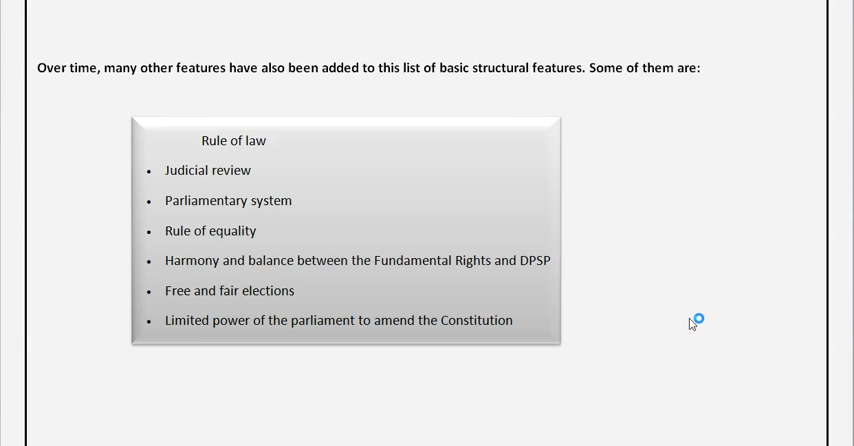 Over time, many other features have also been added to this list of basic structural features. Some of them are:
Rule of law
• Judicial review
• Parliamentary system
• Rule of equality
• Harmony and balance between the Fundamental Rights and DPSP
• Free and fair elections
• Limited power of the parliament to amend the Constitution